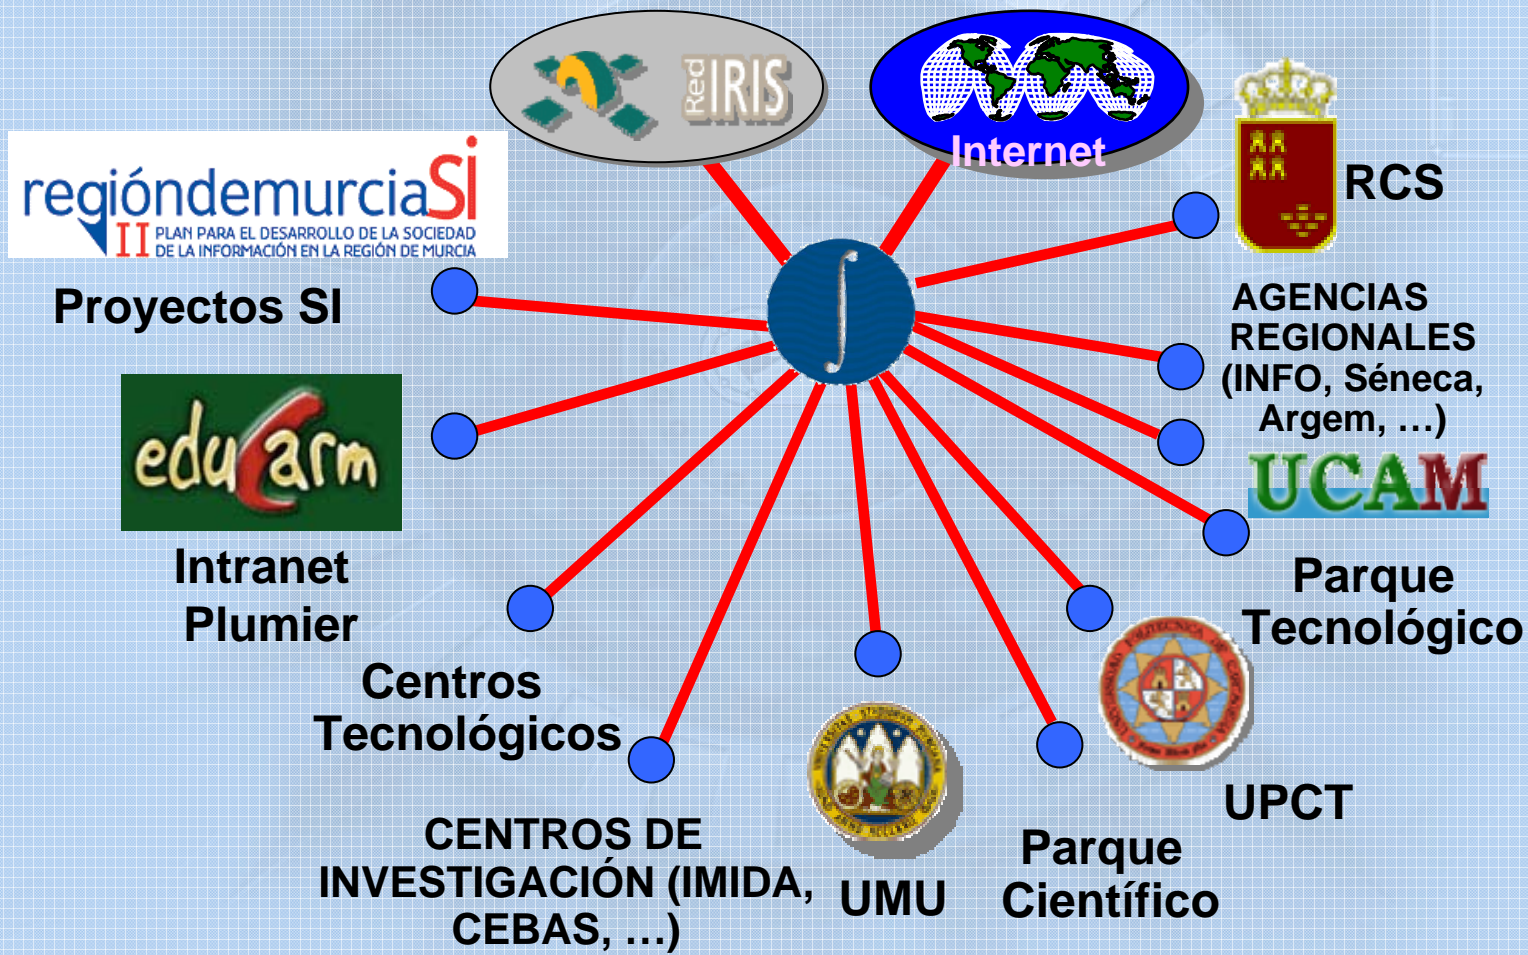 Red
IRIS
Internet
RCS
regióndemurciaSI
II PLAN PARA EL DESARROLLO DE LA SOCIEDAD
DE LA INFORMACIÓN EN LA REGIÓN DE MURCIA
Proyectos SI
AGENCIAS
REGIONALES
(INFO, Séneca,
Argem, ...)
UCAM
educarm
Intranet
Plumier
Parque
Tecnológico
Centros
Tecnológicos
UPCT
CENTROS DE
INVESTIGACIÓN (IMIDA,
CEBAS, ...)
UMU
Parque
Científico